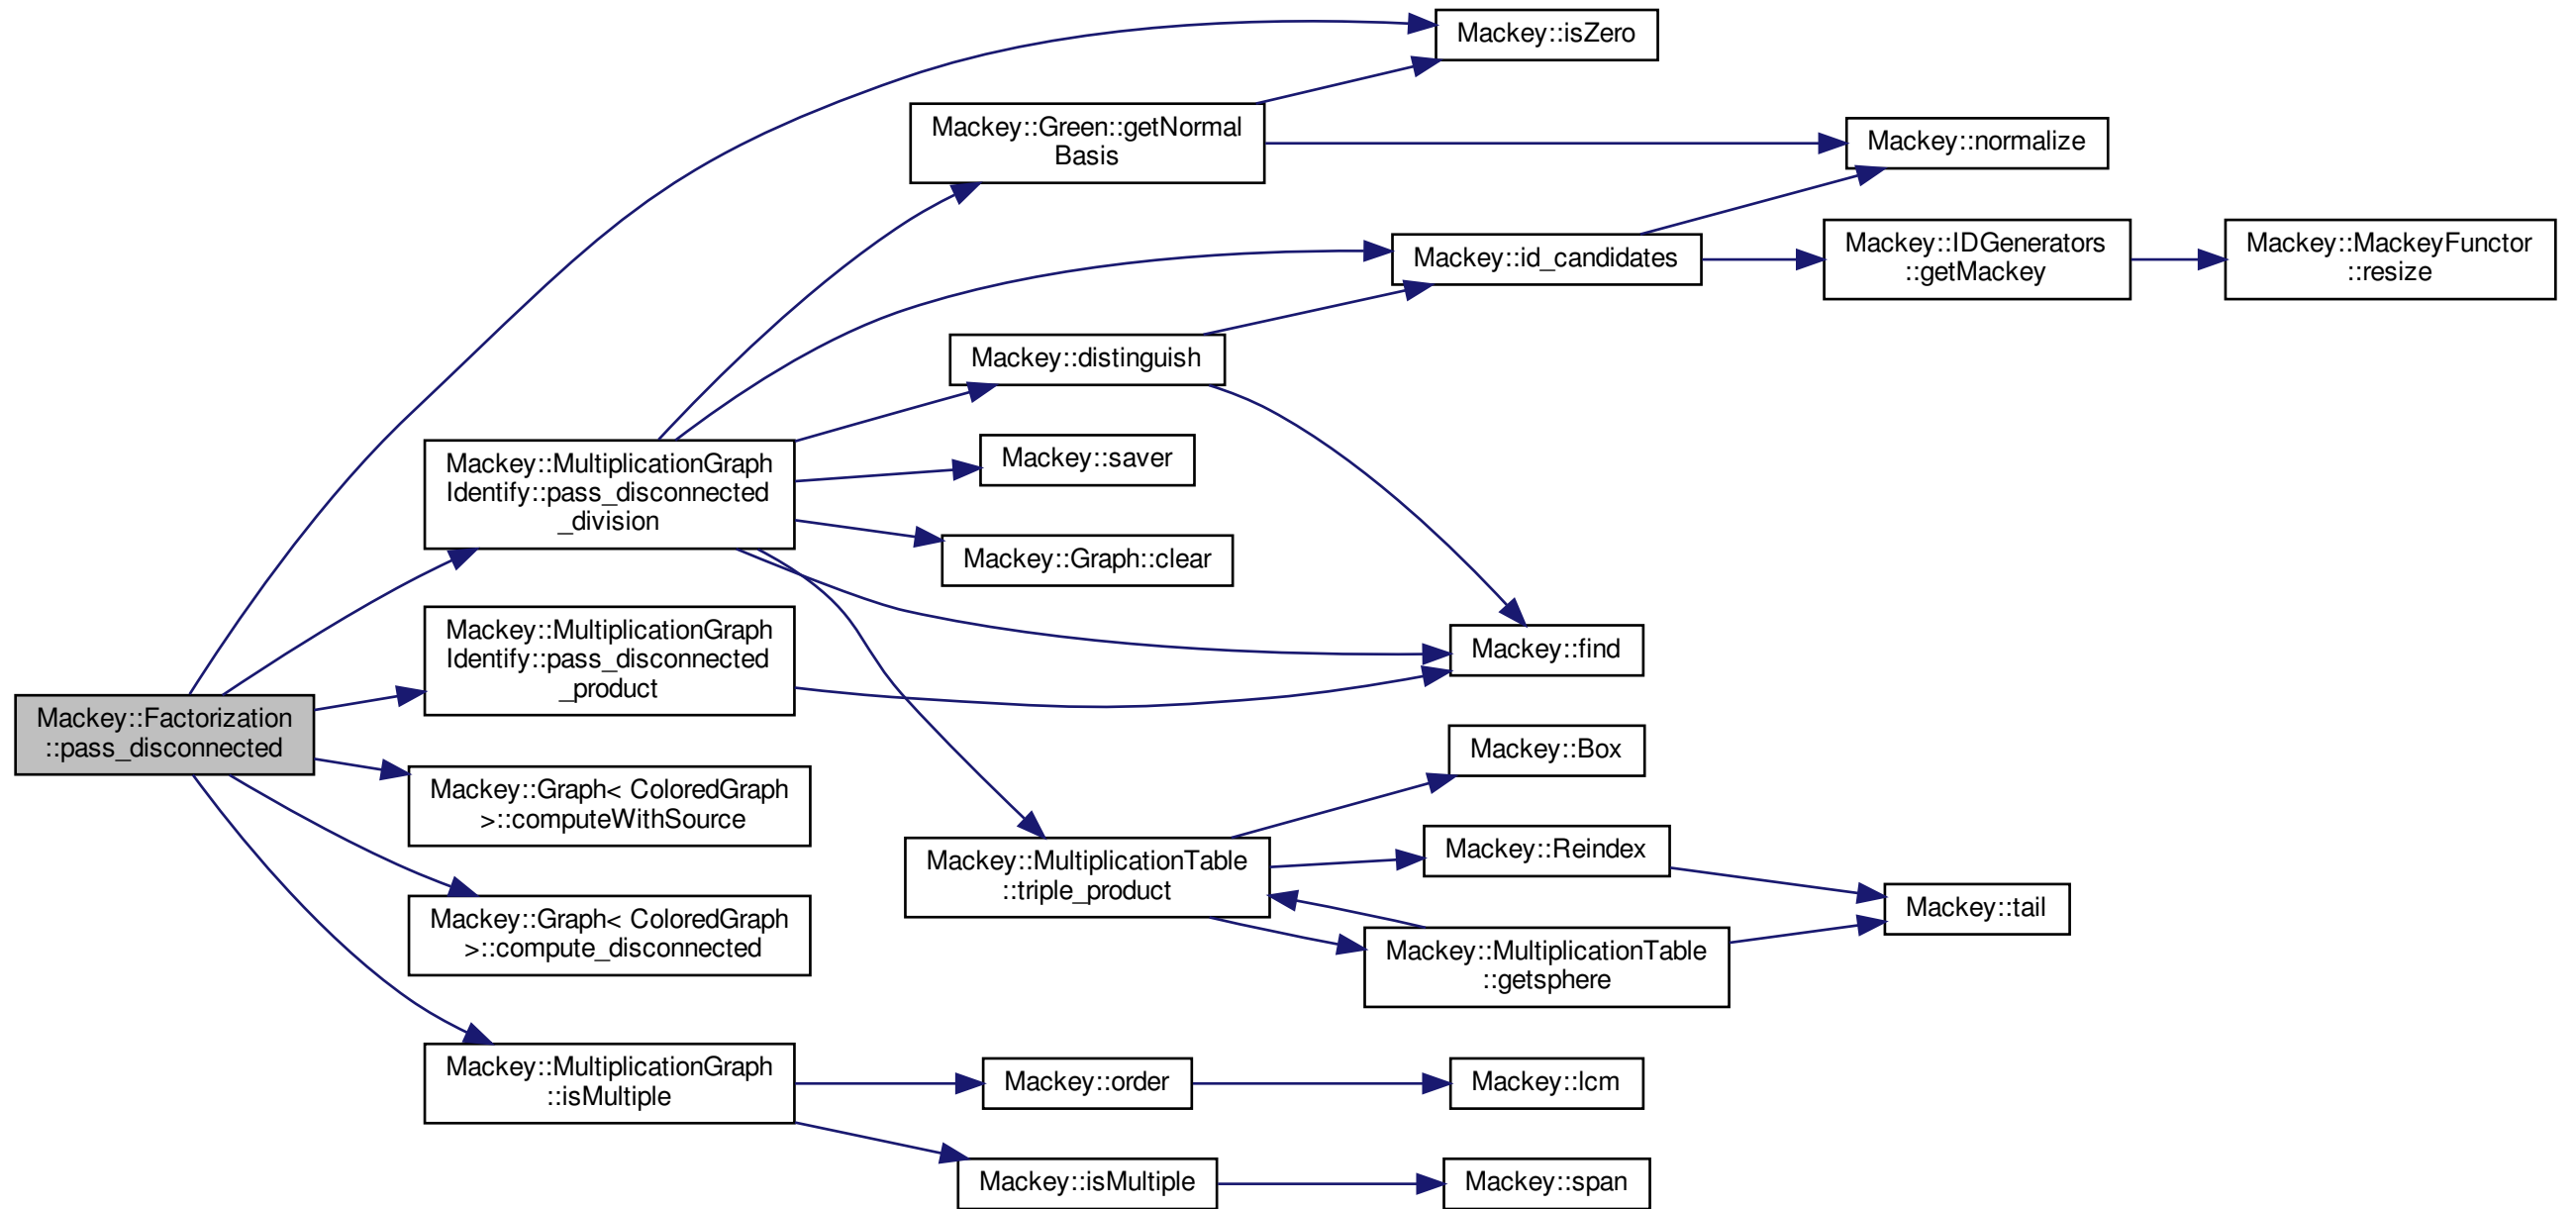 Mackey::isZero
Mackey::Green::getNormal
Basis
Mackey::normalize
Mackey::id_candidates
Mackey::IDGenerators
::getMackey
Mackey::MackeyFunctor
::resize
Mackey::distinguish
Mackey::saver
Mackey::MultiplicationGraph
Identify::pass_disconnected
_division
Mackey::Graph::clear
Mackey::MultiplicationGraph
Identify::pass_disconnected
_product
Mackey::find
Mackey::Factorization
::pass_disconnected
Mackey::Box
Mackey::Graph< ColoredGraph
>::computeWithSource
Mackey::MultiplicationTable
::triple_product
Mackey::Reindex
Mackey::tail
Mackey::Graph< ColoredGraph
>::compute_disconnected
Mackey::MultiplicationTable
::getsphere
Mackey::MultiplicationGraph
::isMultiple
Mackey::order
Mackey::lcm
Mackey::isMultiple
Mackey::span